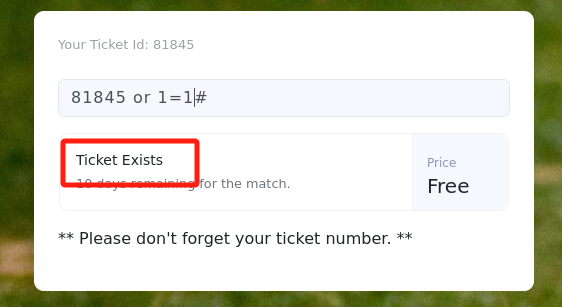 Your Ticket Id: 81845
81845 or 1=1#
Ticket Exists
10 days remaining for the match.
Price
Free
** Please don't forget your ticket number. **